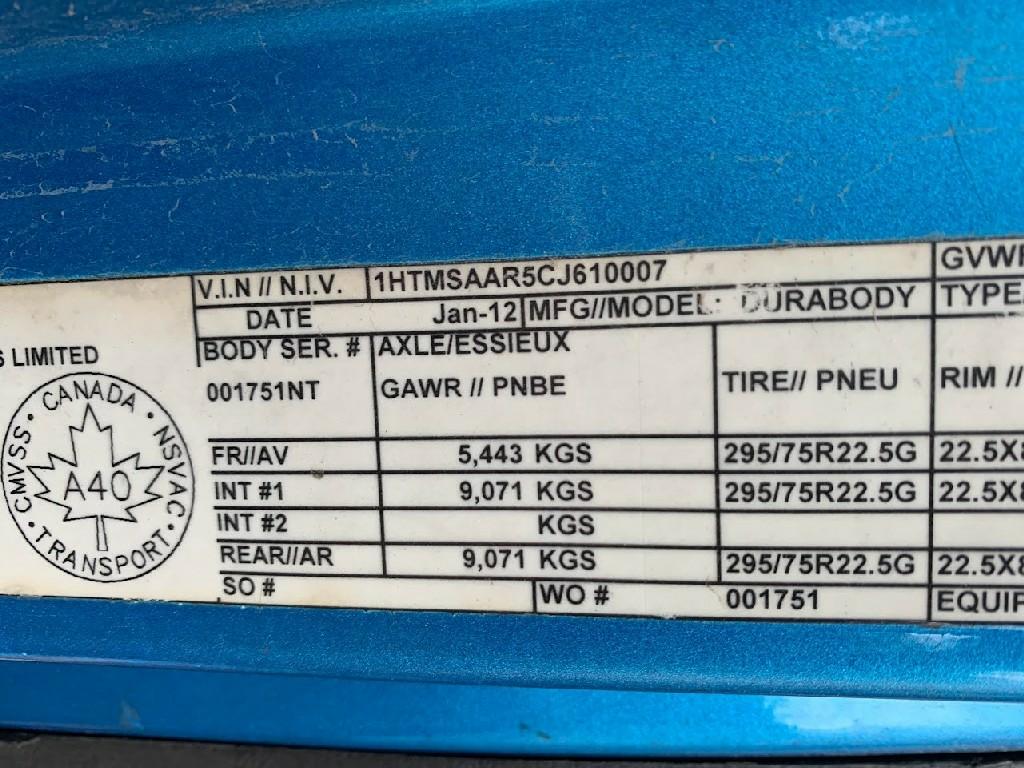 V.I.N // N.I.V. 1HTMSAAR5CJ610007 GVW
DATE Jan-12 MFG//MODEL: DURABODY TYPE
S LIMITED BODY SER. # AXLE/ESSIEUX
001751NT GAWR // PNBE TIRE// PNEU RIM //
FR//AV 5,443 KGS 295/75R22.5G 22.5X8
INT #1 9,071 KGS 295/75R22.5G 22.5X8
INT #2 KGS
REAR//AR 9,071 KGS 295/75R22.5G 22.5X8
SO # WO # 001751 EQUIP
CANADA
CMVSS • NSVAC
A40
TRANSPORT